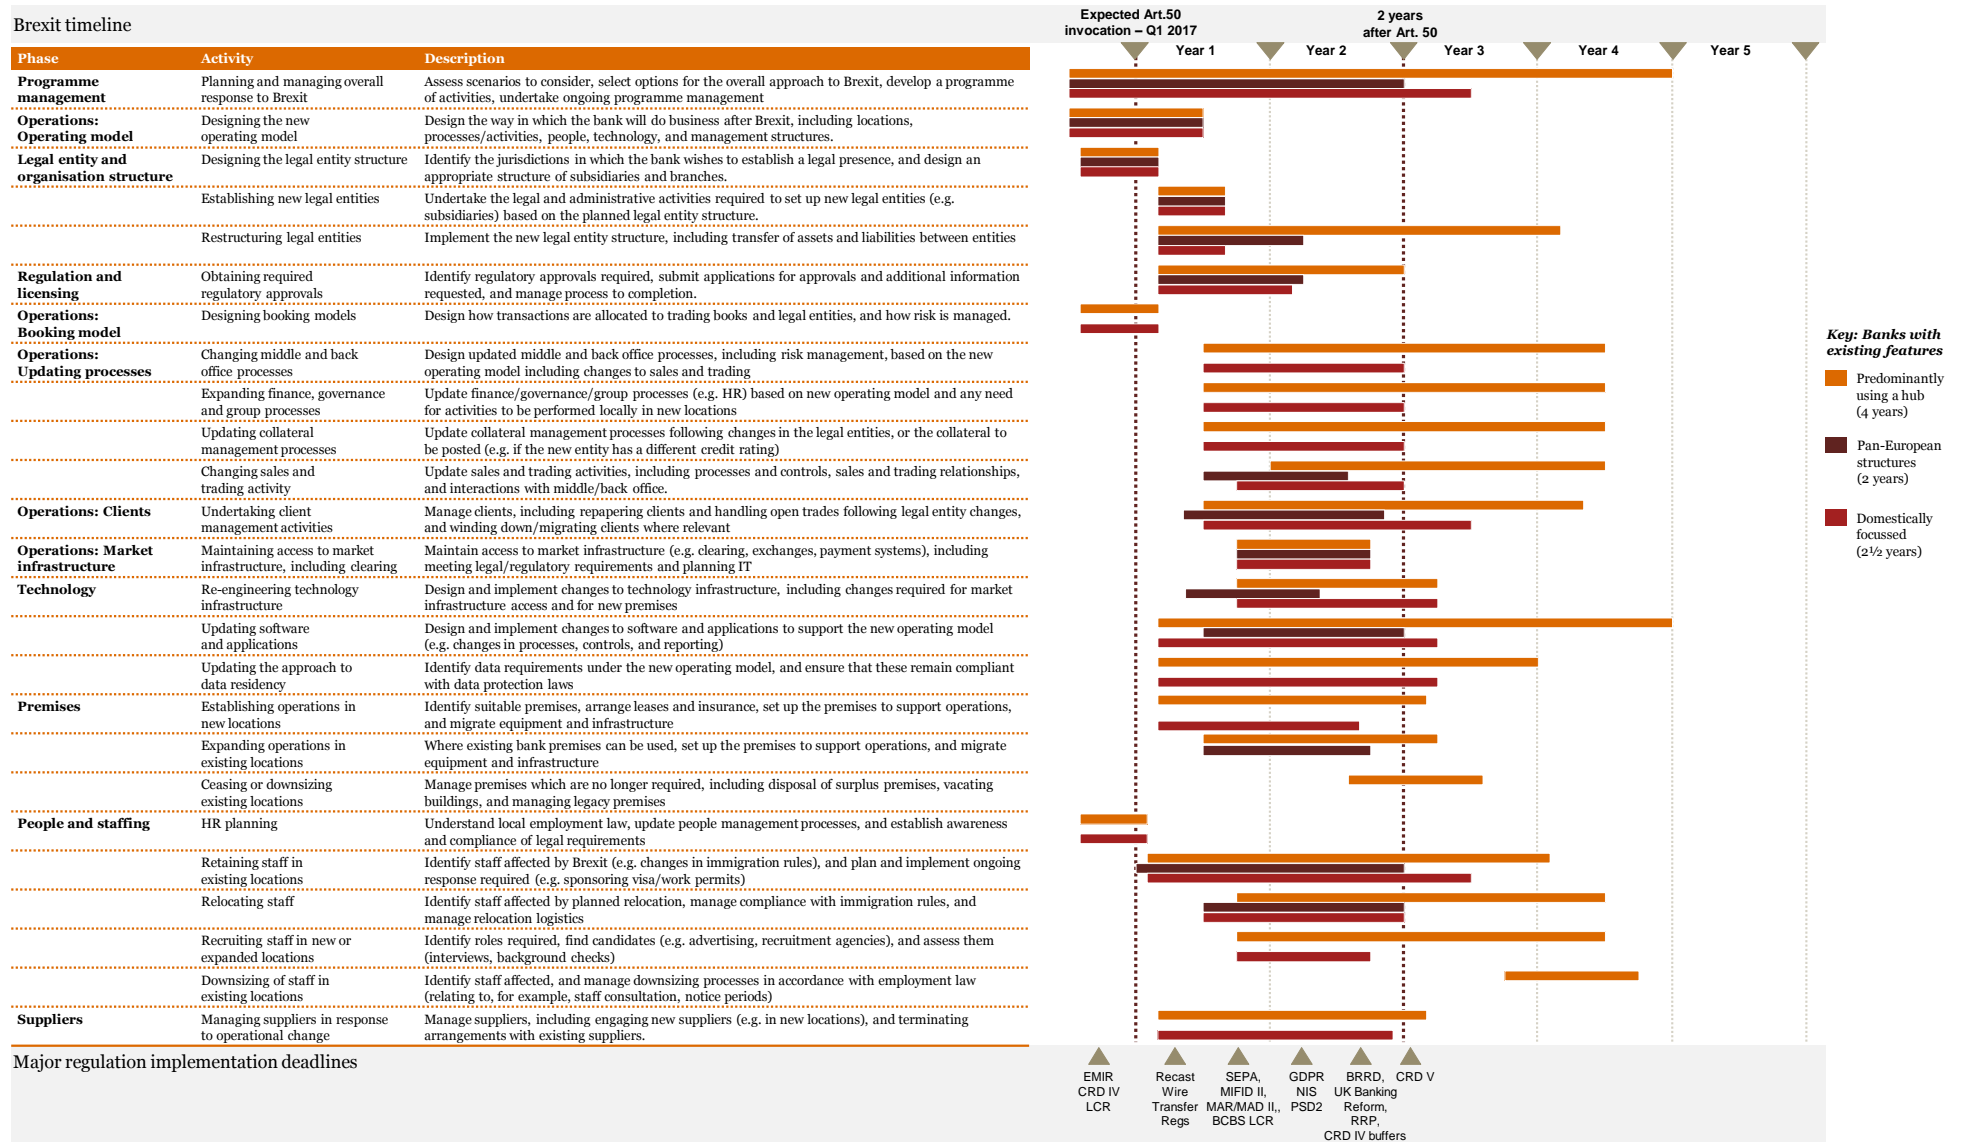 Brexit timeline
Expected Art.50
invocation – Q1 2017
2 years
after Art. 50
Year 1
Year 2
Year 3
Year 4
Year 5
Phase
Activity
Description
Programme
management
Planning and managing overall
response to Brexit
Assess scenarios to consider, select options for the overall approach to Brexit, develop a programme
of activities, undertake ongoing programme management
Operations:
Operating model
Designing the new
operating model
Design the way in which the bank will do business after Brexit, including locations,
processes/activities, people, technology, and management structures.
Legal entity and
organisation structure
Designing the legal entity structure
Identify the jurisdictions in which the bank wishes to establish a legal presence, and design an
appropriate structure of subsidiaries and branches.
Establishing new legal entities
Undertake the legal and administrative activities required to set up new legal entities (e.g.
subsidiaries) based on the planned legal entity structure.
Restructuring legal entities
Implement the new legal entity structure, including transfer of assets and liabilities between entities
Regulation and
licensing
Obtaining required
regulatory approvals
Identify regulatory approvals required, submit applications for approvals and additional information
requested, and manage process to completion.
Operations:
Booking model
Designing booking models
Design how transactions are allocated to trading books and legal entities, and how risk is managed.
Operations:
Updating processes
Changing middle and back
office processes
Design updated middle and back office processes, including risk management, based on the new
operating model including changes to sales and trading
Expanding finance, governance
and group processes
Update finance/governance/group processes (e.g. HR) based on new operating model and any need
for activities to be performed locally in new locations
Updating collateral
management processes
Update collateral management processes following changes in the legal entities, or the collateral to
be posted (e.g. if the new entity has a different credit rating)
Changing sales and
trading activity
Update sales and trading activities, including processes and controls, sales and trading relationships,
and interactions with middle/back office.
Operations: Clients
Undertaking client
management activities
Manage clients, including repapering clients and handling open trades following legal entity changes,
and winding down/migrating clients where relevant
Operations: Market
infrastructure
Maintaining access to market
infrastructure, including clearing
Maintain access to market infrastructure (e.g. clearing, exchanges, payment systems), including
meeting legal/regulatory requirements and planning IT
Technology
Re-engineering technology
infrastructure
Design and implement changes to technology infrastructure, including changes required for market
infrastructure access and for new premises
Updating software
and applications
Design and implement changes to software and applications to support the new operating model
(e.g. changes in processes, controls, and reporting)
Updating the approach to
data residency
Identify data requirements under the new operating model, and ensure that these remain compliant
with data protection laws
Premises
Establishing operations in
new locations
Identify suitable premises, arrange leases and insurance, set up the premises to support operations,
and migrate equipment and infrastructure
Expanding operations in
existing locations
Where existing bank premises can be used, set up the premises to support operations, and migrate
equipment and infrastructure
Ceasing or downsizing
existing locations
Manage premises which are no longer required, including disposal of surplus premises, vacating
buildings, and managing legacy premises
People and staffing
HR planning
Understand local employment law, update people management processes, and establish awareness
and compliance of legal requirements
Retaining staff in
existing locations
Identify staff affected by Brexit (e.g. changes in immigration rules), and plan and implement ongoing
response required (e.g. sponsoring visa/work permits)
Relocating staff
Identify staff affected by planned relocation, manage compliance with immigration rules, and
manage relocation logistics
Recruiting staff in new or
expanded locations
Identify roles required, find candidates (e.g. advertising, recruitment agencies), and assess them
(interviews, background checks)
Downsizing of staff in
existing locations
Identify staff affected, and manage downsizing processes in accordance with employment law
(relating to, for example, staff consultation, notice periods)
Suppliers
Managing suppliers in response
to operational change
Manage suppliers, including engaging new suppliers (e.g. in new locations), and terminating
arrangements with existing suppliers.
Key: Banks with
existing features
Predominantly
using a hub
(4 years)
Pan-European
structures
(2 years)
Domestically
focussed
(2½ years)
Major regulation implementation deadlines
EMIR
CRD IV
LCR
Recast
Wire
Transfer
Regs
SEPA,
MIFID II,
MAR/MAD II,,
BCBS LCR
GDPR
NIS
PSD2
BRRD,
UK Banking
Reform,
RRP,
CRD IV buffers
CRD V